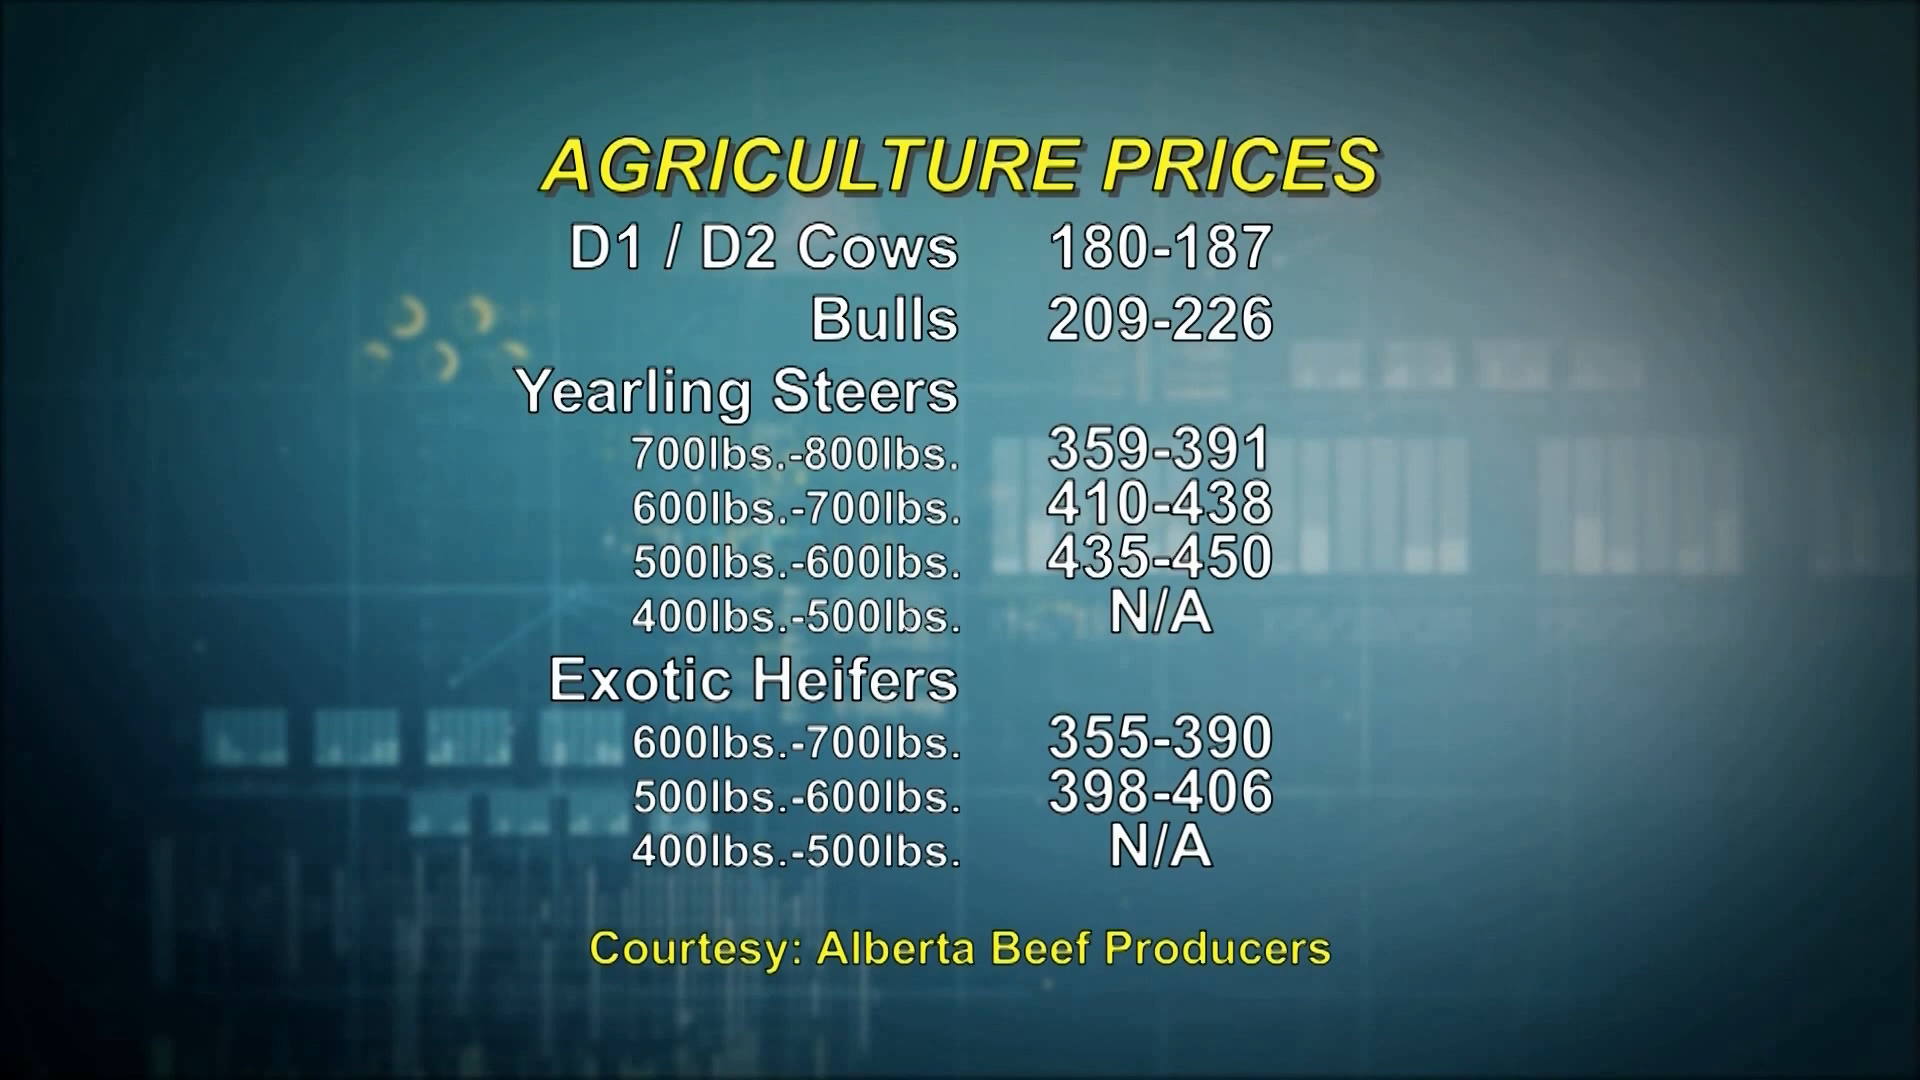 AGRICULTURE PRICES
D1 / D2 Cows 180-187
Bulls 209-226
Yearling Steers
700lbs.-800lbs. 359-391
600lbs.-700lbs. 410-438
500lbs.-600lbs. 435-450
400lbs.-500lbs. N/A
Exotic Heifers
600lbs.-700lbs. 355-390
500lbs.-600lbs. 398-406
400lbs.-500lbs. N/A
Courtesy: Alberta Beef Producers